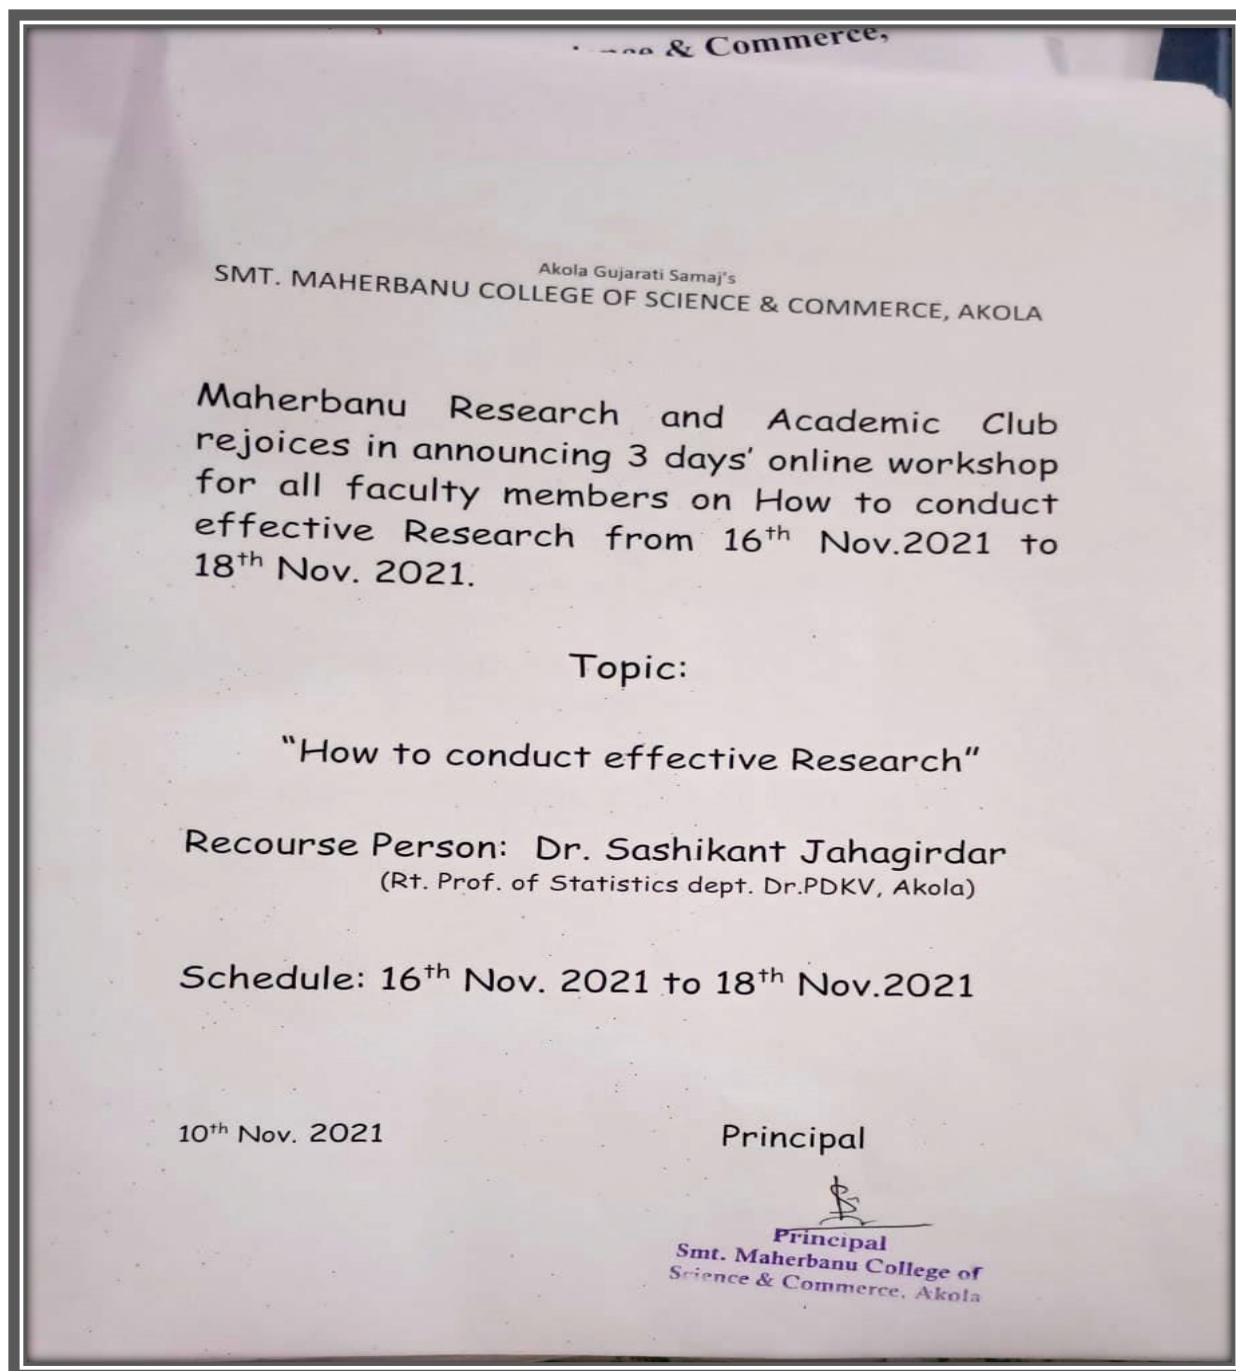 & Commerce,
Akola Gujarati Samaj's
SMT. MAHERBANU COLLEGE OF SCIENCE & COMMERCE, AKOLA
Maherbanu Research and Academic Club
rejoices in announcing 3 days' online workshop
for all faculty members on How to conduct
effective Research from 16th Nov.2021 to
18th Nov. 2021.
Topic:
"How to conduct effective Research"
Recourse Person: Dr. Sashikant Jahagirdar
(Rt. Prof. of Statistics dept. Dr.PDKV, Akola)
Schedule: 16th Nov. 2021 to 18th Nov.2021
10th Nov. 2021 Principal
Principal
Smt. Maherbanu College of
Science & Commerce, Akola